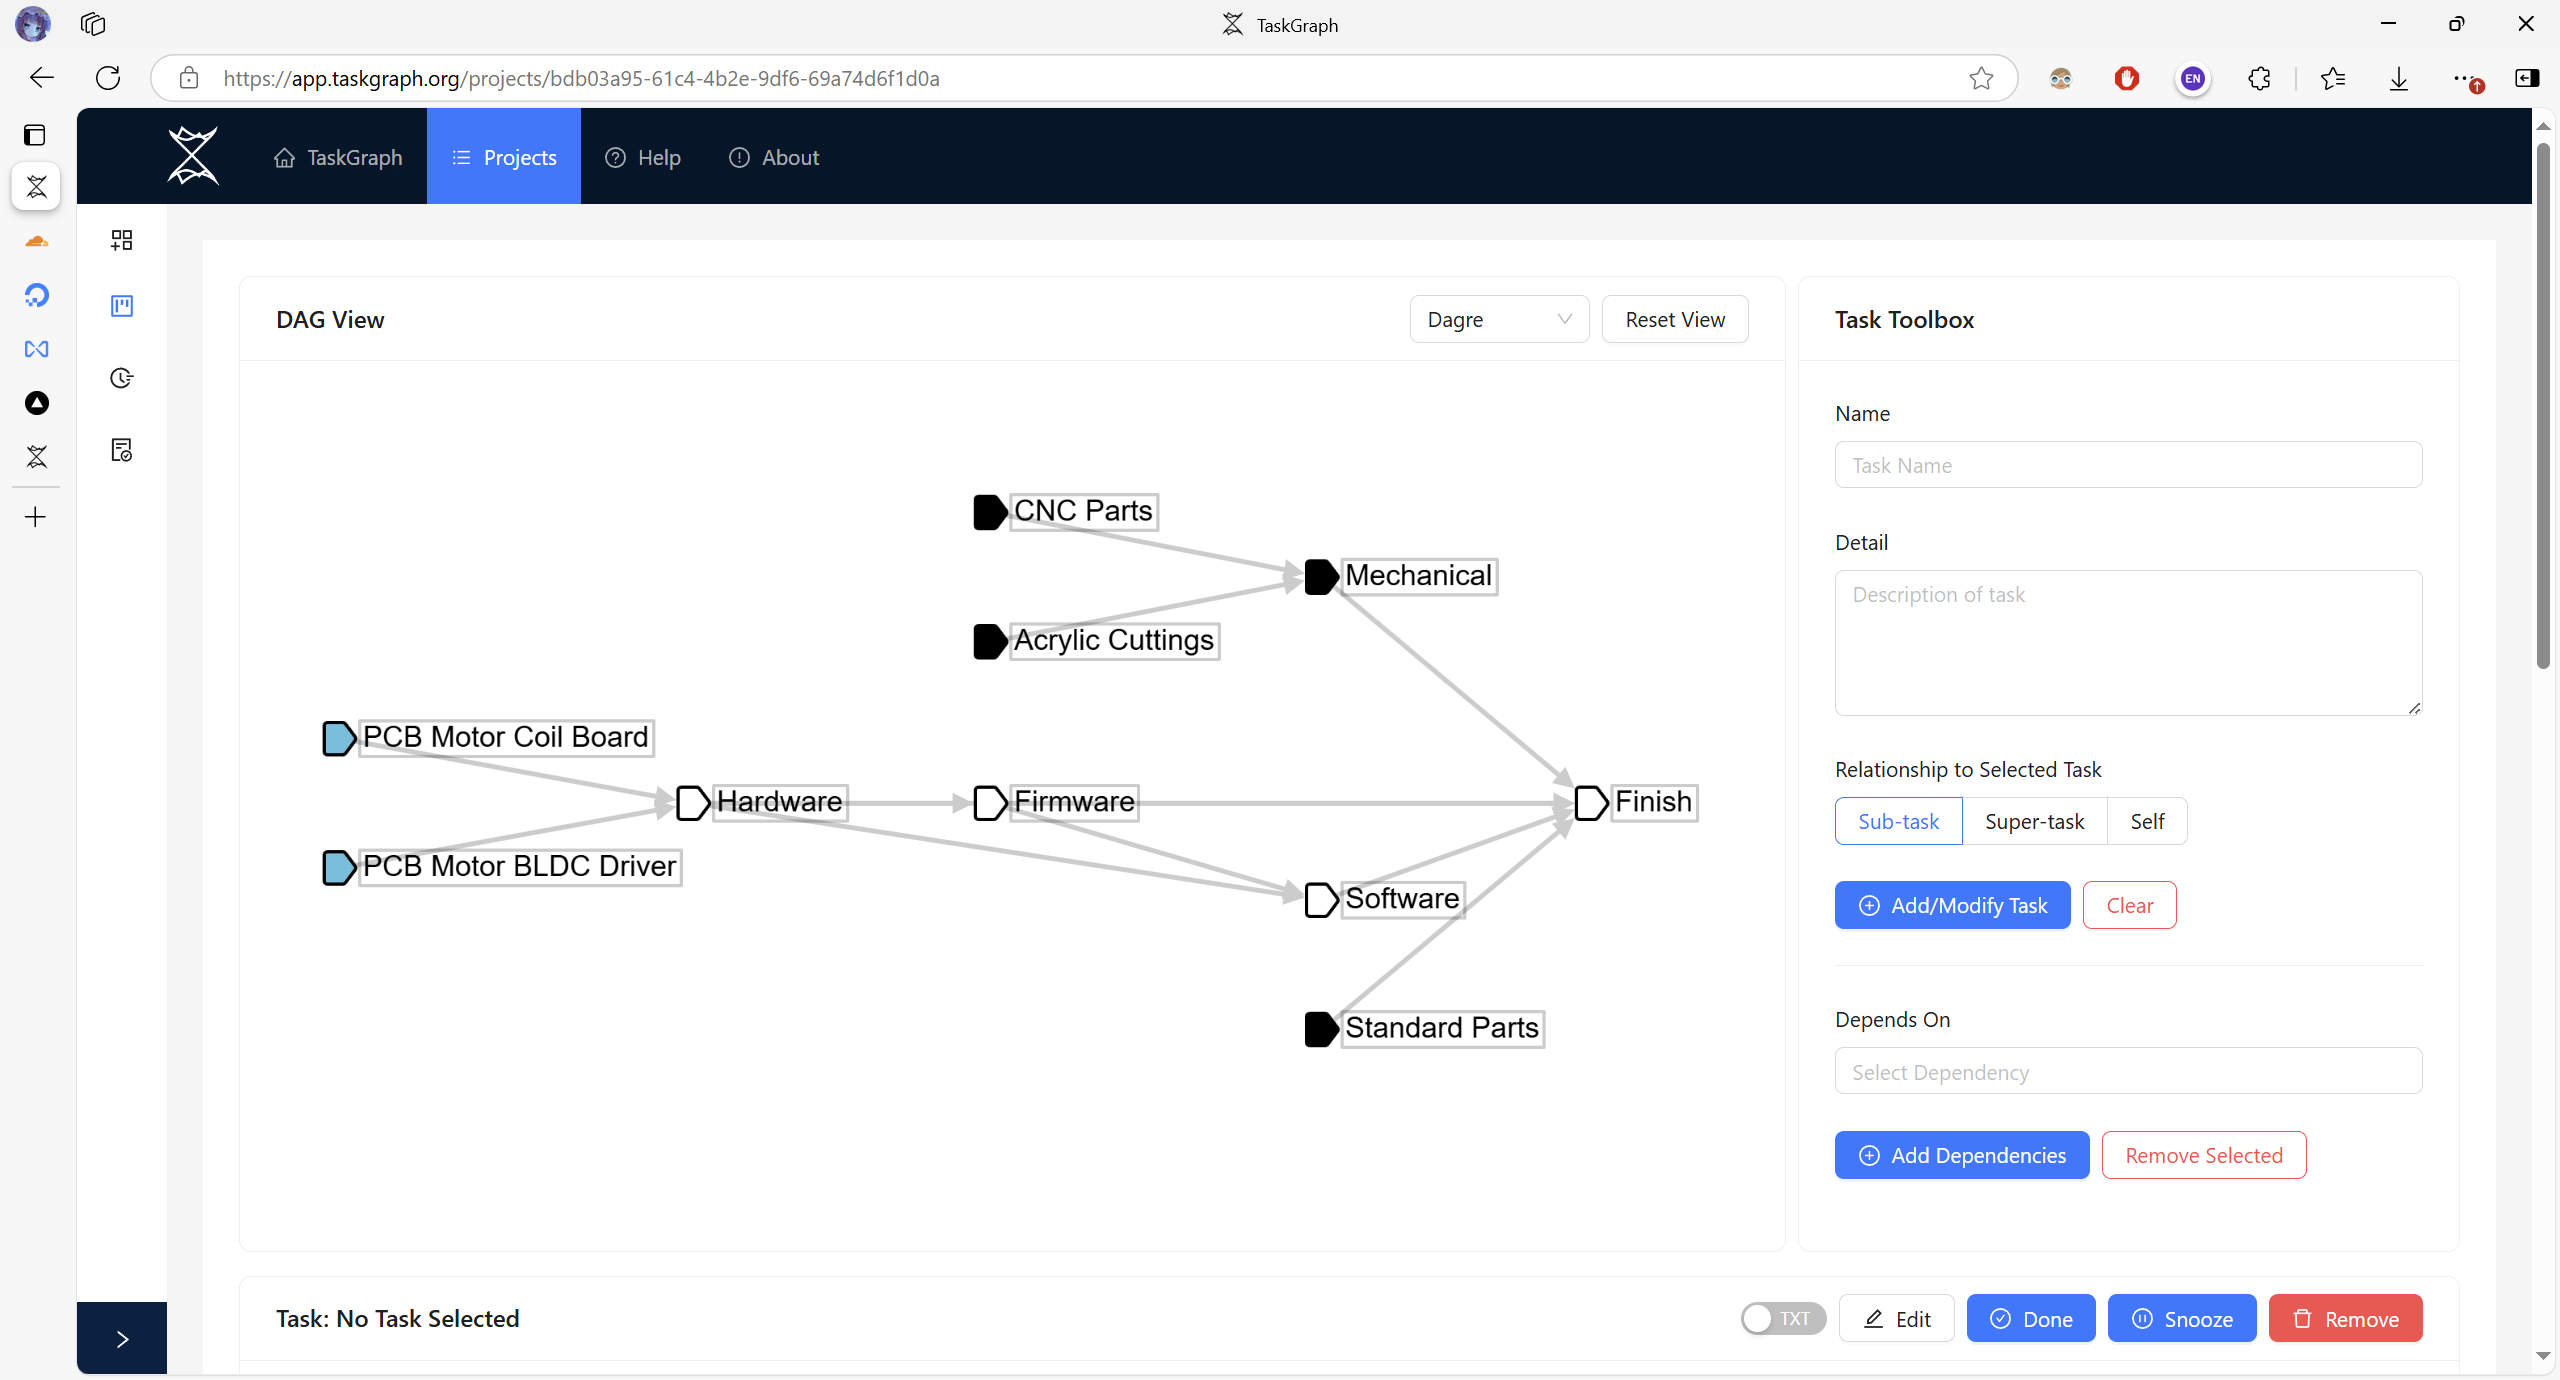 TaskGraph
https://app.taskgraph.org/projects/bdb03a95-61c4-4b2e-9df6-69a74d6f1d0a
EN
TaskGraph
Projects
Help
About
DAG View
Dagre
Reset View
CNC Parts
Mechanical
Acrylic Cuttings
PCB Motor Coil Board
Hardware
Firmware
Finish
PCB Motor BLDC Driver
Software
Standard Parts
Task Toolbox
Name
Task Name
Detail
Description of task
Relationship to Selected Task
Sub-task
Super-task
Self
Add/Modify Task
Clear
Depends On
Select Dependency
Add Dependencies
Remove Selected
Task: No Task Selected
TXT
Edit
Done
Snooze
Remove